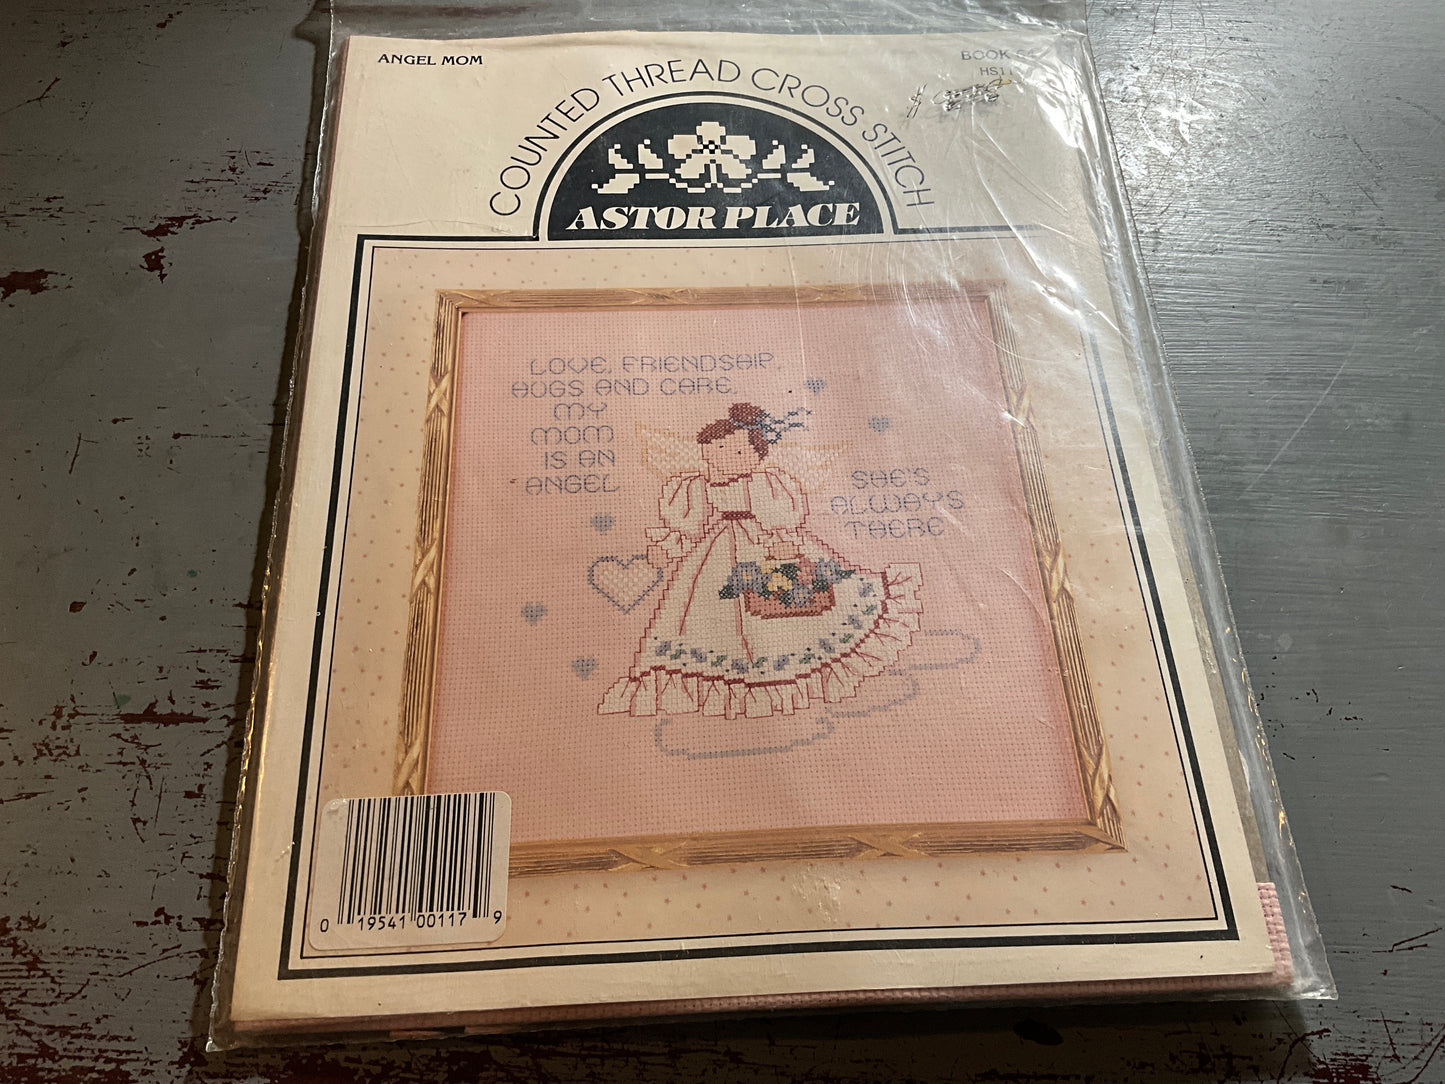 ANGEL MOM
BOOK
HS11
COUNTED THREAD CROSS STITCH
ASTOR PLACE
LOVE, FRIENDSHIP,
HUGS AND CARE,
MY
MOM
IS AN
ANGEL
SHE'S
ALWAYS
THERE
0 19541 00117 9